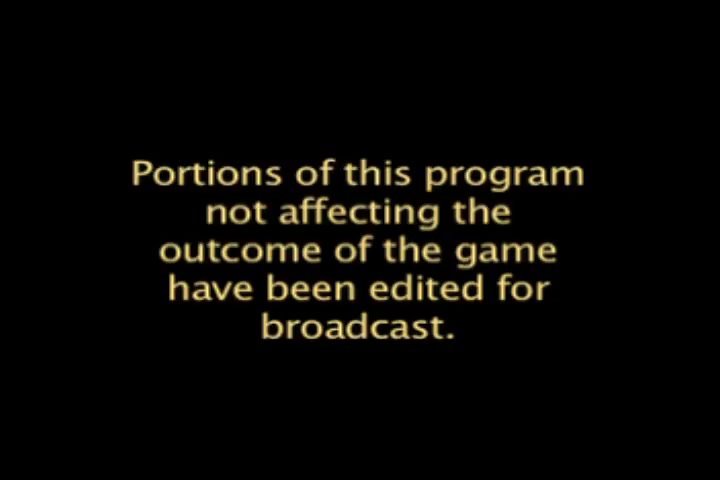 Portions of this program
not affecting the
outcome of the game
have been edited for
broadcast.